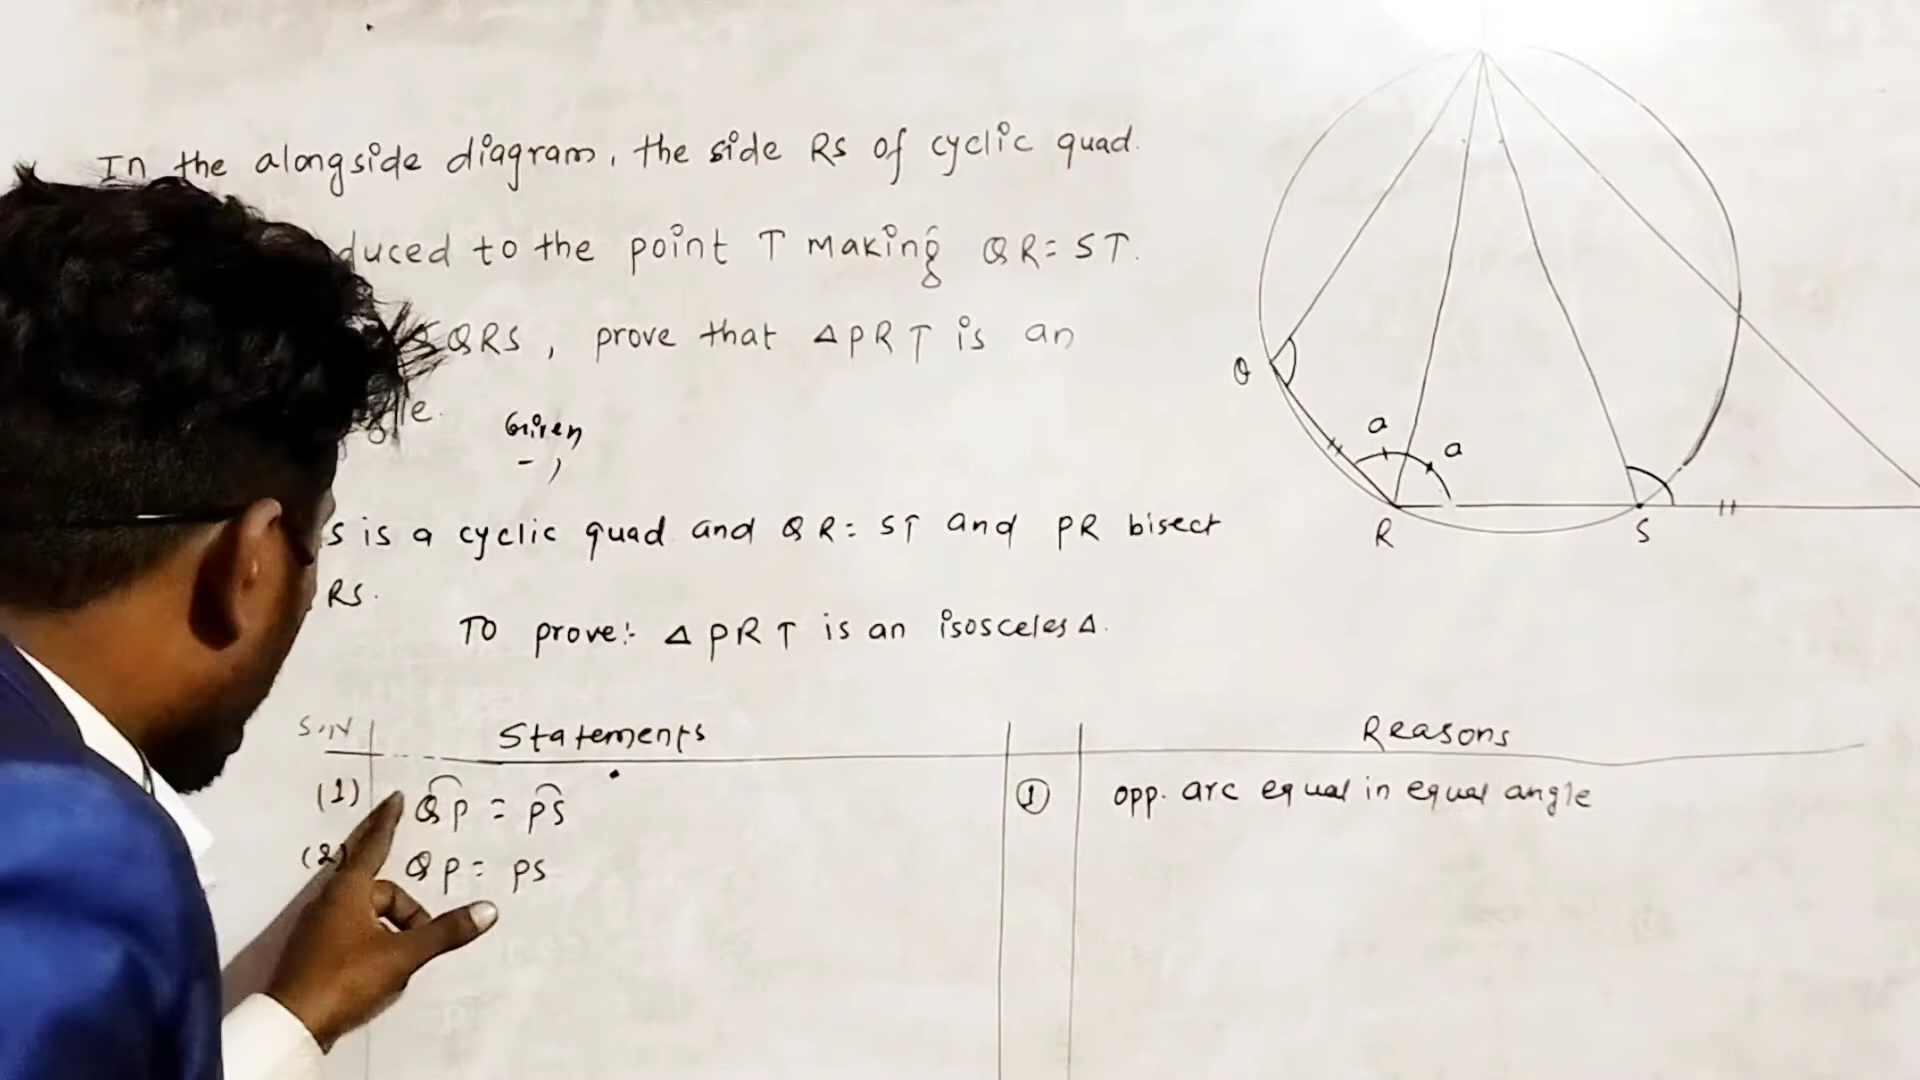 In the alongside diagram, the side RS of cyclic quad.
duced to the point T making QR = ST.
QRS, prove that △PRT is an
le.
Given
S is a cyclic quad and QR = ST and PR bisect
RS.
To prove:- △PRT is an isosceles △.
S.N Statements Reasons
(1) QP = PS ① opp. arc equal in equal angle
(2) QP = PS
Q
a
a
R
S